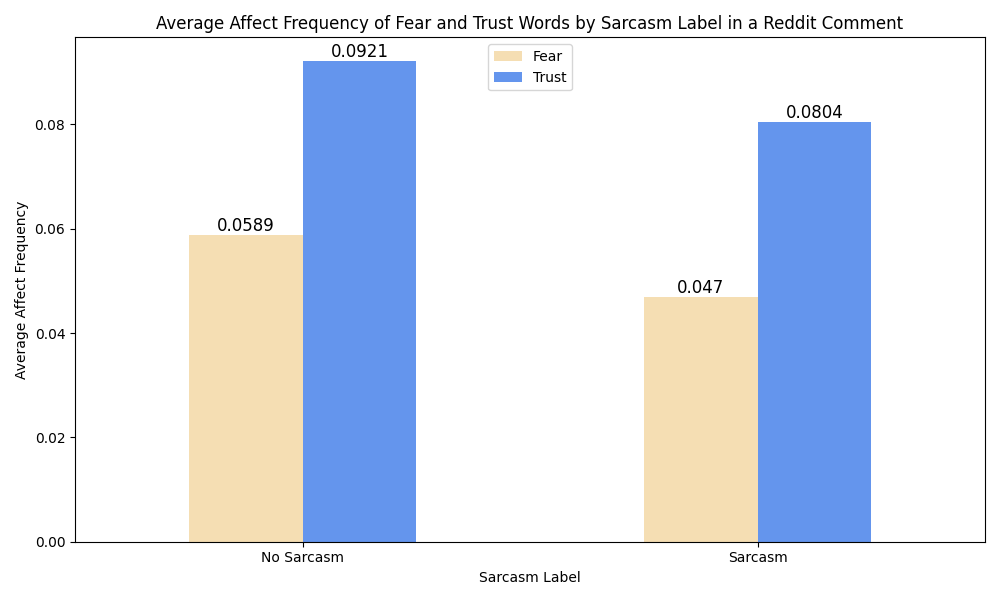 Average Affect Frequency of Fear and Trust Words by Sarcasm Label in a Reddit Comment
Fear
Trust
0.0921
0.0804
0.0589
0.047
Average Affect Frequency
0.08
0.06
0.04
0.02
0.00
No Sarcasm
Sarcasm
Sarcasm Label